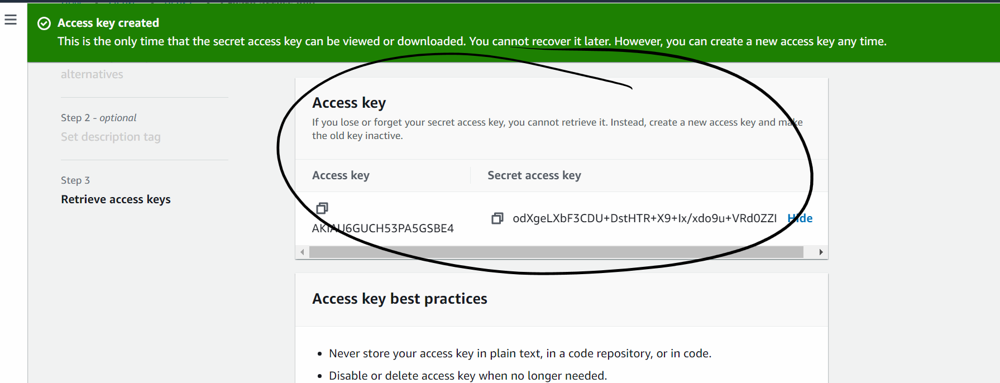 Access key created
This is the only time that the secret access key can be viewed or downloaded. You cannot recover it later. However, you can create a new access key any time.
alternatives
Step 2 - optional
Set description tag
Step 3
Retrieve access keys
Access key
If you lose or forget your secret access key, you cannot retrieve it. Instead, create a new access key and make
the old key inactive.
Access key
Secret access key
AKIAU6GUCH53PA5GSBE4
odXgeLXbF3CDU+DstHTR+X9+Ix/xdo9u+VRd0ZZI Hide
Access key best practices
• Never store your access key in plain text, in a code repository, or in code.
• Disable or delete access key when no longer needed.